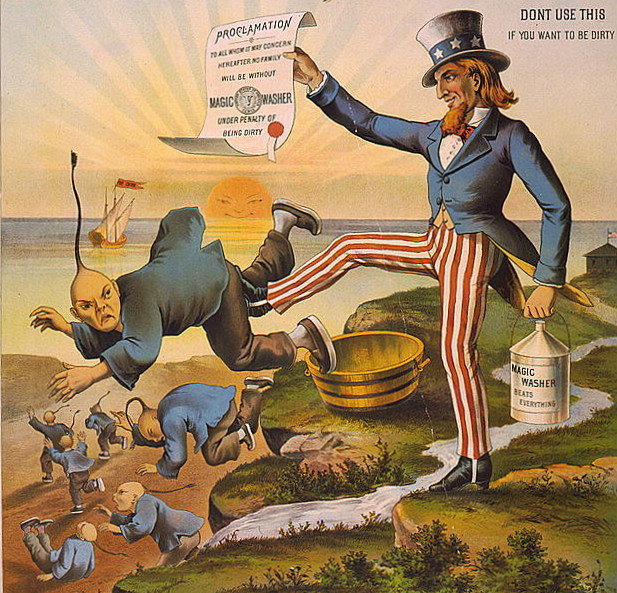 PROCLAMATION
TO ALL WHOM IT MAY CONCERN
HEREAFTER NO FAMILY
WILL BE WITHOUT
MAGIC WASHER
UNDER PENALTY OF
BEING DIRTY
DONT USE THIS
IF YOU WANT TO BE DIRTY
MAGIC
WASHER
BEATS
EVERYTHING